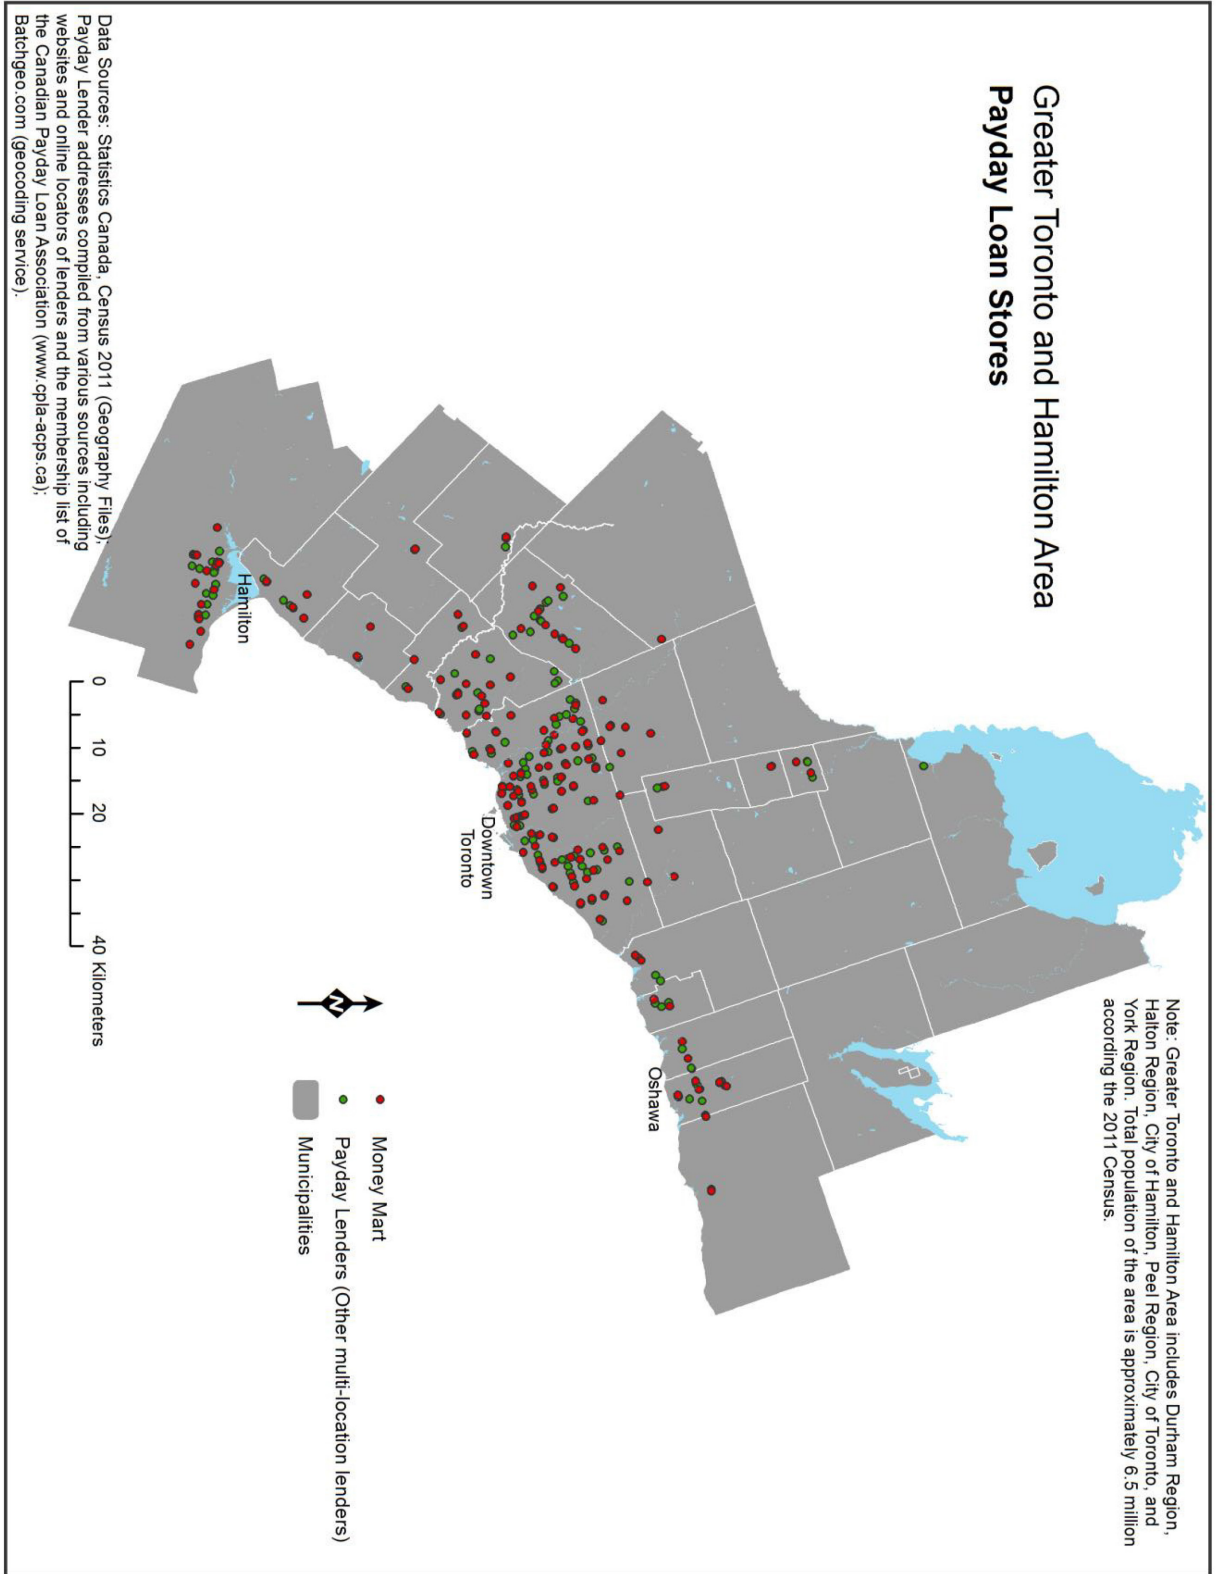 Greater Toronto and Hamilton Area
Payday Loan Stores
Note: Greater Toronto and Hamilton Area includes Durham Region,
Halton Region, City of Hamilton, Peel Region, City of Toronto, and
York Region. Total population of the area is approximately 6.5 million
according the 2011 Census.
Oshawa
Downtown
Toronto
Hamilton
Money Mart
Payday Lenders (Other multi-location lenders)
Municipalities
N
0 10 20 40 Kilometers
Data Sources: Statistics Canada, Census 2011 (Geography Files);
Payday Lender addresses compiled from various sources including
websites and online locators of lenders and the membership list of
the Canadian Payday Loan Association (www.cpla-acps.ca);
Batchgeo.com (geocoding service).